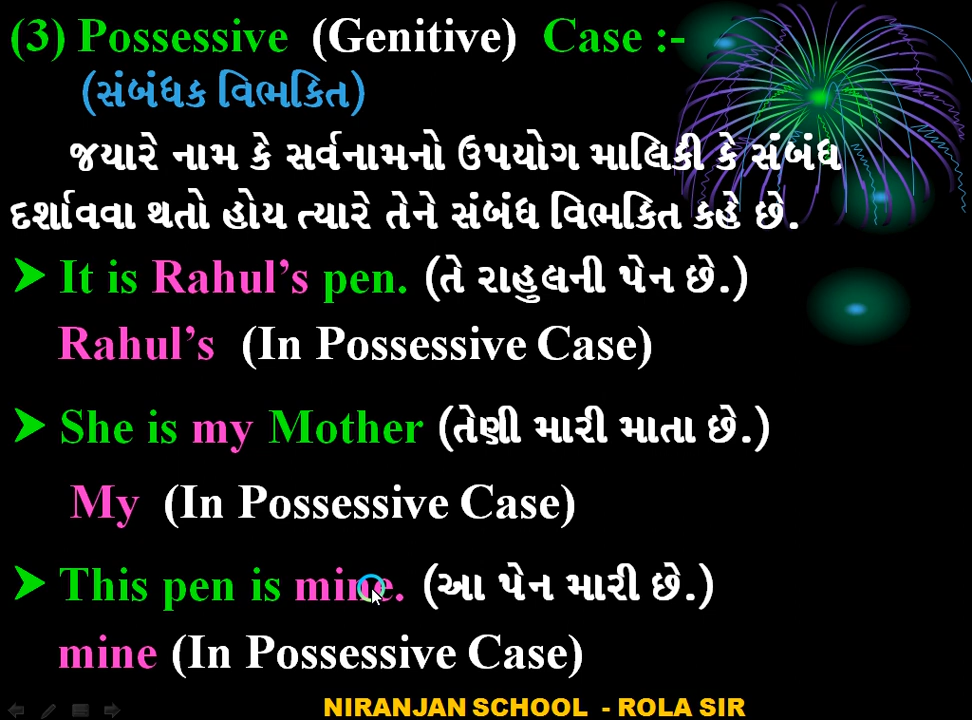 (3) Possessive (Genitive) Case :-
(સંબંધક વિભકિત)
જયારે નામ કે સર્વનામનો ઉપયોગ માલિકી કે સંબંધ
દર્શાવવા થતો હોય ત્યારે તેને સંબંધ વિભકિત કહે છે.
➤ It is Rahul’s pen. (તે રાહુલની પેન છે.)
Rahul’s (In Possessive Case)
➤ She is my Mother (તેણી મારી માતા છે.)
My (In Possessive Case)
➤ This pen is mine. (આ પેન મારી છે.)
mine (In Possessive Case)
NIRANJAN SCHOOL - ROLA SIR